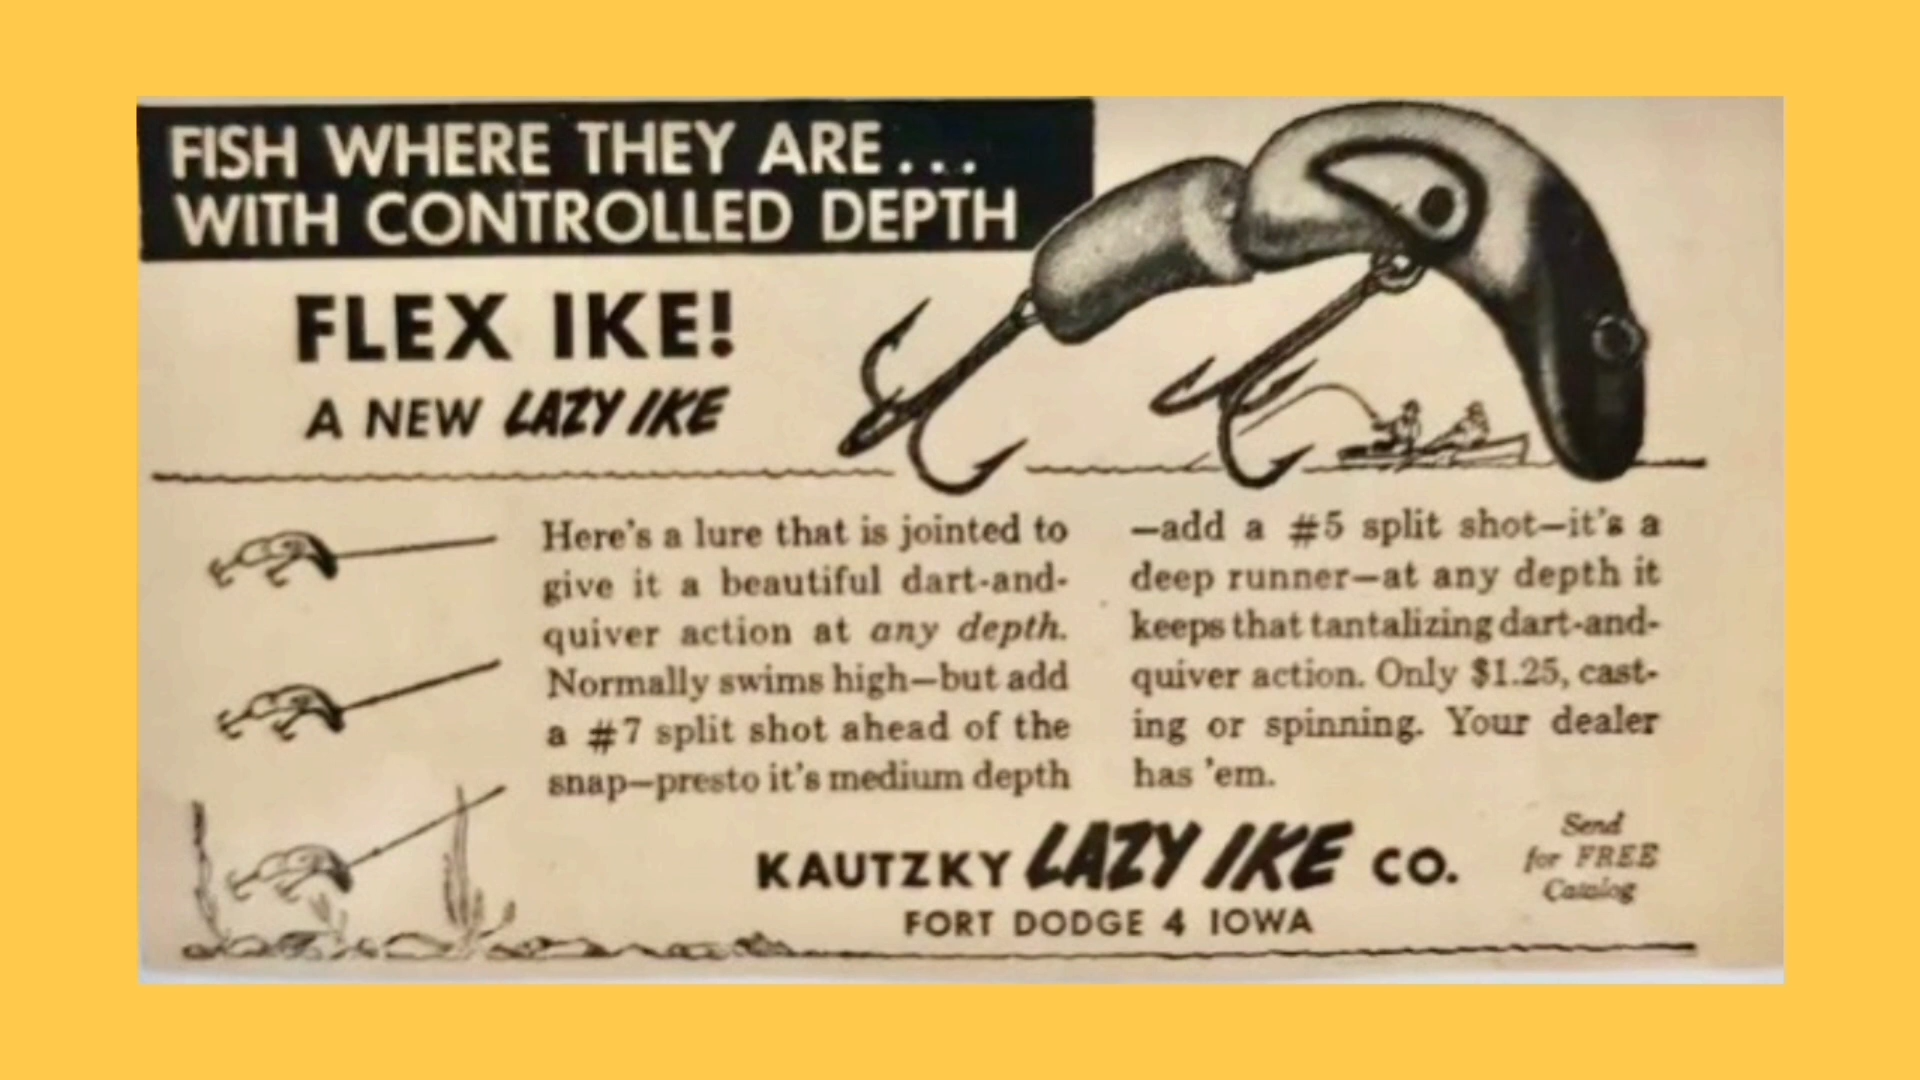 FISH WHERE THEY ARE...
WITH CONTROLLED DEPTH
FLEX IKE!
A NEW LAZY IKE
Here's a lure that is jointed to
give it a beautiful dart-and-
quiver action at any depth.
Normally swims high—but add
a #7 split shot ahead of the
snap—presto it's medium depth
—add a #5 split shot—it's a
deep runner—at any depth it
keeps that tantalizing dart-and-
quiver action. Only $1.25, cast-
ing or spinning. Your dealer
has 'em.
KAUTZKY LAZY IKE CO.
FORT DODGE 4 IOWA
Send
for FREE
Catalog